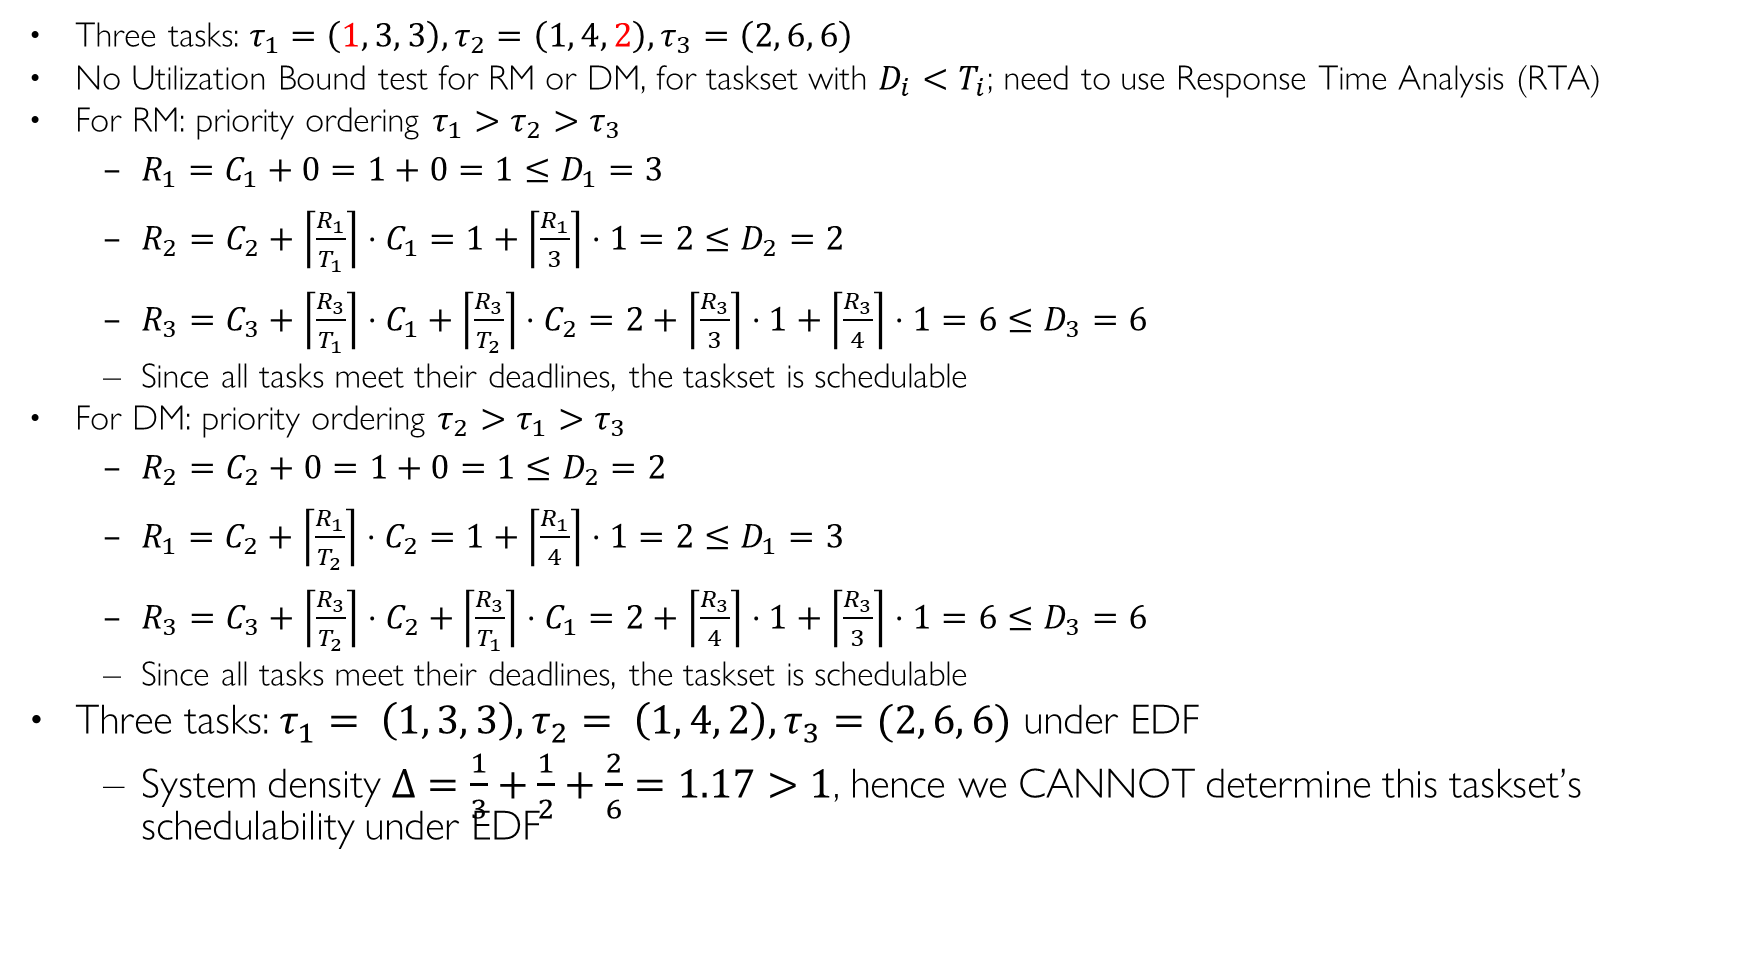 • Three tasks: τ₁ = (1, 3, 3), τ₂ = (1, 4, 2), τ₃ = (2, 6, 6)
• No Utilization Bound test for RM or DM, for taskset with Dᵢ < Tᵢ; need to use Response Time Analysis (RTA)
• For RM: priority ordering τ₁ > τ₂ > τ₃
– R₁ = C₁ + 0 = 1 + 0 = 1 ≤ D₁ = 3
– R₂ = C₂ + ⌈R₁/T₁⌉ · C₁ = 1 + ⌈R₁/3⌉ · 1 = 2 ≤ D₂ = 2
– R₃ = C₃ + ⌈R₃/T₁⌉ · C₁ + ⌈R₃/T₂⌉ · C₂ = 2 + ⌈R₃/3⌉ · 1 + ⌈R₃/4⌉ · 1 = 6 ≤ D₃ = 6
– Since all tasks meet their deadlines, the taskset is schedulable
• For DM: priority ordering τ₂ > τ₁ > τ₃
– R₂ = C₂ + 0 = 1 + 0 = 1 ≤ D₂ = 2
– R₁ = C₂ + ⌈R₁/T₂⌉ · C₂ = 1 + ⌈R₁/4⌉ · 1 = 2 ≤ D₁ = 3
– R₃ = C₃ + ⌈R₃/T₂⌉ · C₂ + ⌈R₃/T₁⌉ · C₁ = 2 + ⌈R₃/4⌉ · 1 + ⌈R₃/3⌉ · 1 = 6 ≤ D₃ = 6
– Since all tasks meet their deadlines, the taskset is schedulable
• Three tasks: τ₁ = (1, 3, 3), τ₂ = (1, 4, 2), τ₃ = (2, 6, 6) under EDF
– System density Δ = 1/3 + 1/2 + 2/6 = 1.17 > 1, hence we CANNOT determine this taskset's
schedulability under EDF